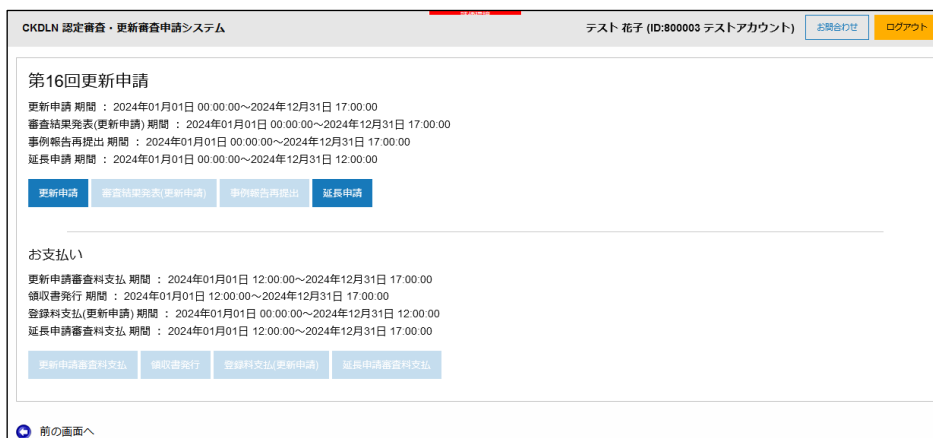 CKDLN 認定審査・更新審査申請システム
テスト 花子 (ID:800003 テストアカウント)
お問合わせ
ログアウト
第16回更新申請
更新申請 期間 ： 2024年01月01日 00:00:00～2024年12月31日 17:00:00
審査結果発表(更新申請) 期間 ： 2024年01月01日 00:00:00～2024年12月31日 17:00:00
事例報告再提出 期間 ： 2024年01月01日 00:00:00～2024年12月31日 17:00:00
延長申請 期間 ： 2024年01月01日 00:00:00～2024年12月31日 12:00:00
更新申請 審査結果発表(更新申請) 事例報告再提出 延長申請
お支払い
更新申請審査料支払 期間 ： 2024年01月01日 12:00:00～2024年12月31日 17:00:00
領収書発行 期間 ： 2024年01月01日 12:00:00～2024年12月31日 17:00:00
登録料支払(更新申請) 期間 ： 2024年01月01日 00:00:00～2024年12月31日 12:00:00
延長申請審査料支払 期間 ： 2024年01月01日 12:00:00～2024年12月31日 17:00:00
更新申請審査料支払 領収書発行 登録料支払(更新申請) 延長申請審査料支払
前の画面へ